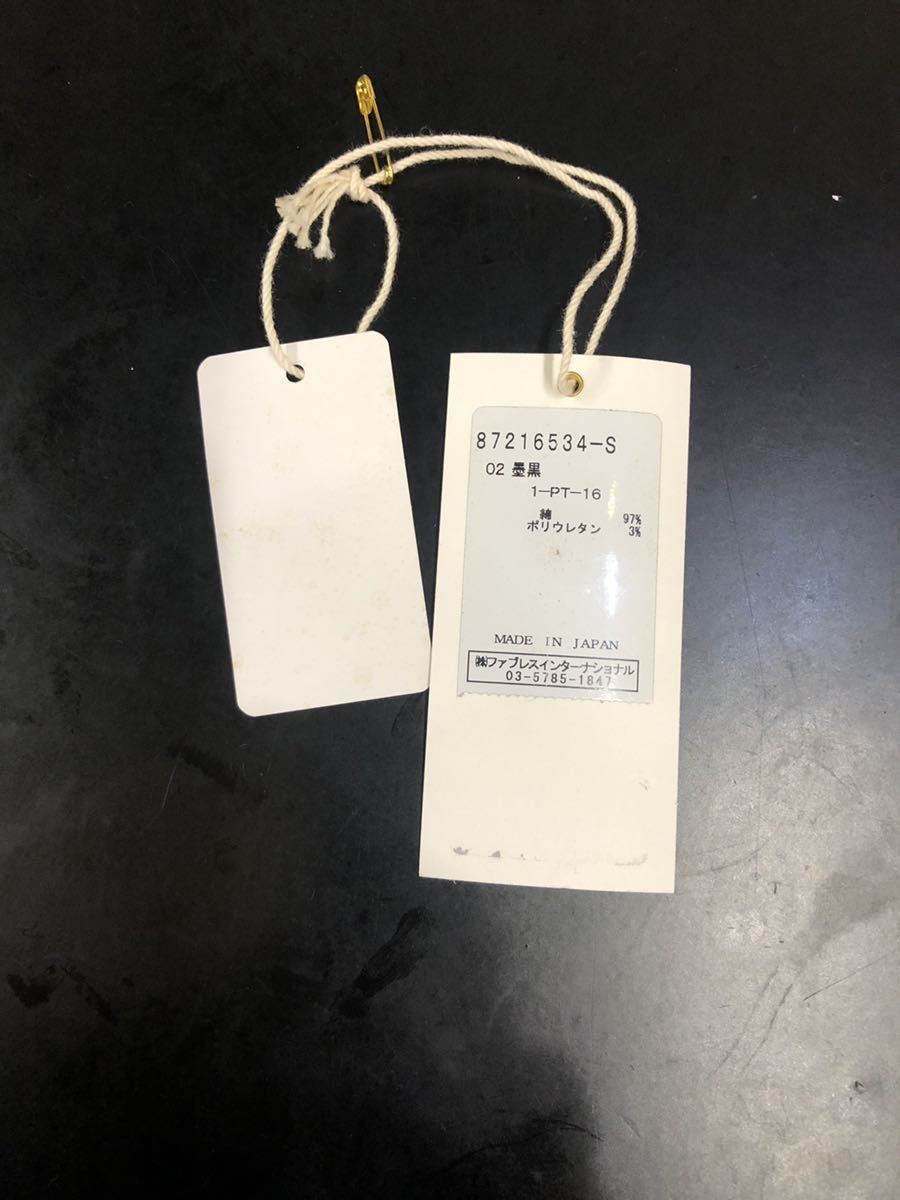 87216534-S
02 墨黒
1-PT-16
綿 97%
ポリウレタン 3%
MADE IN JAPAN
㈱ファブレスインターナショナル
03-5785-1847